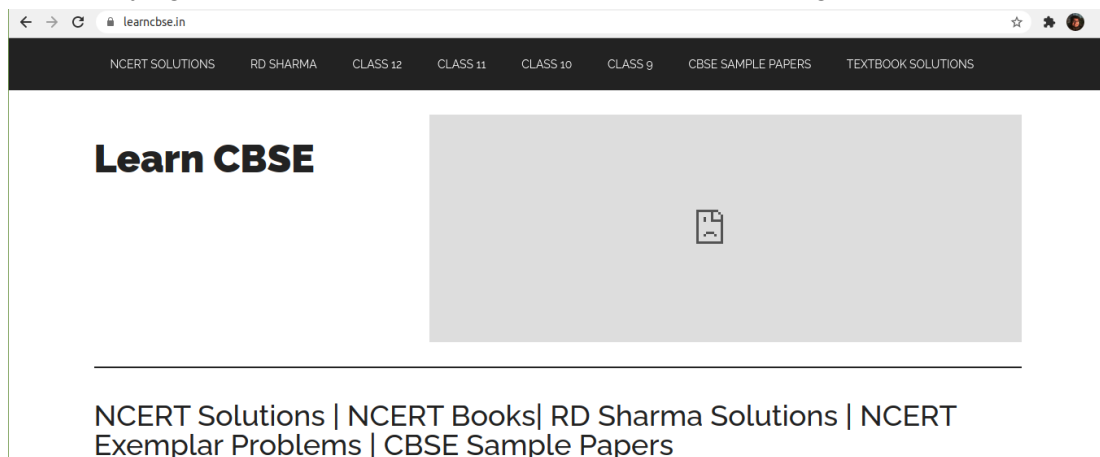 learncbse.in
NCERT SOLUTIONS RD SHARMA CLASS 12 CLASS 11 CLASS 10 CLASS 9 CBSE SAMPLE PAPERS TEXTBOOK SOLUTIONS
Learn CBSE
NCERT Solutions | NCERT Books| RD Sharma Solutions | NCERT
Exemplar Problems | CBSE Sample Papers